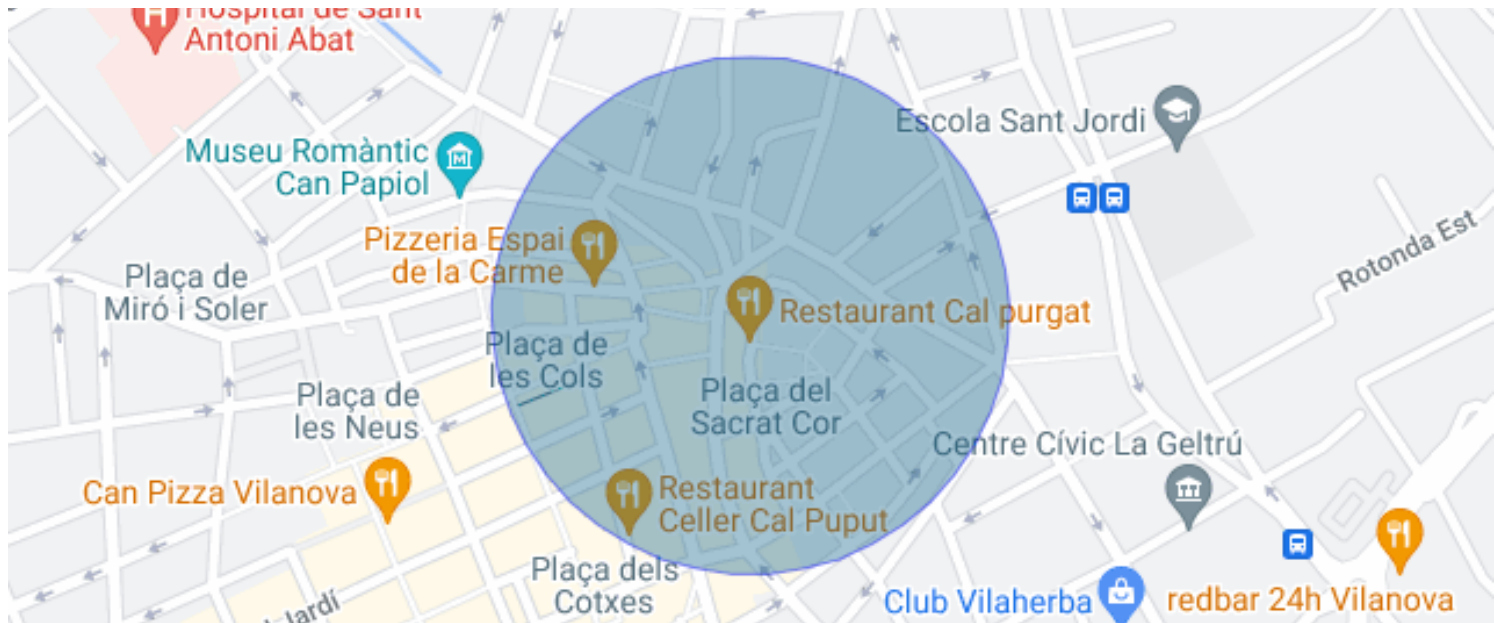 Hospital de Sant
Antoni Abat
Escola Sant Jordi
Museu Romàntic
Can Papiol
Pizzeria Espai
de la Carme
Rotonda Est
Plaça de
Miró i Soler
Restaurant Cal purgat
Plaça de
les Cols
Plaça de
les Neus
Plaça del
Sacrat Cor
Centre Cívic La Geltrú
Can Pizza Vilanova
Restaurant
Celler Cal Puput
Plaça dels
Cotxes
Club Vilaherba
redbar 24h Vilanova
Jardí